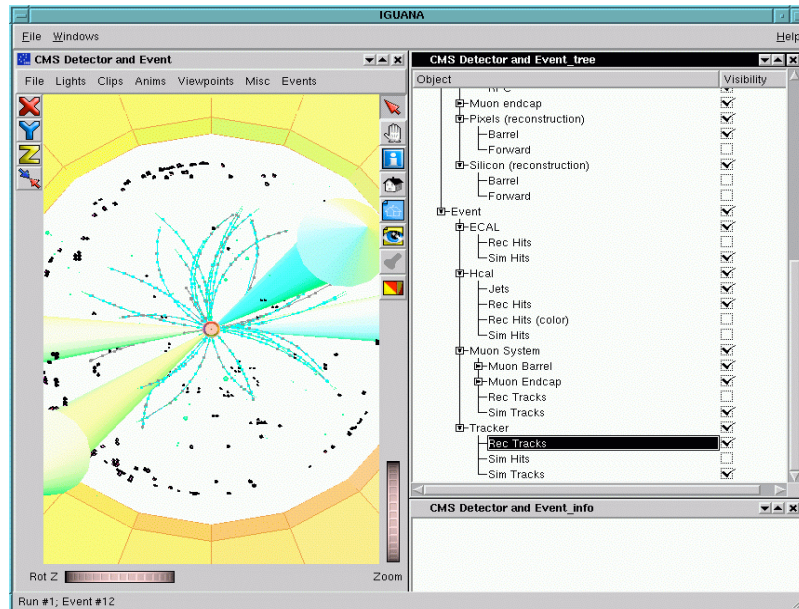 IGUANA
File Windows Help
CMS Detector and Event
File Lights Clips Anims Viewpoints Misc Events
X
Y
Z
Rot Z
Zoom
CMS Detector and Event_tree
Object Visibility
RPC
Muon endcap
Pixels (reconstruction)
Barrel
Forward
Silicon (reconstruction)
Barrel
Forward
Event
ECAL
Rec Hits
Sim Hits
Hcal
Jets
Rec Hits
Rec Hits (color)
Sim Hits
Muon System
Muon Barrel
Muon Endcap
Rec Tracks
Sim Tracks
Tracker
Rec Tracks
Sim Hits
Sim Tracks
CMS Detector and Event_info
Run #1; Event #12